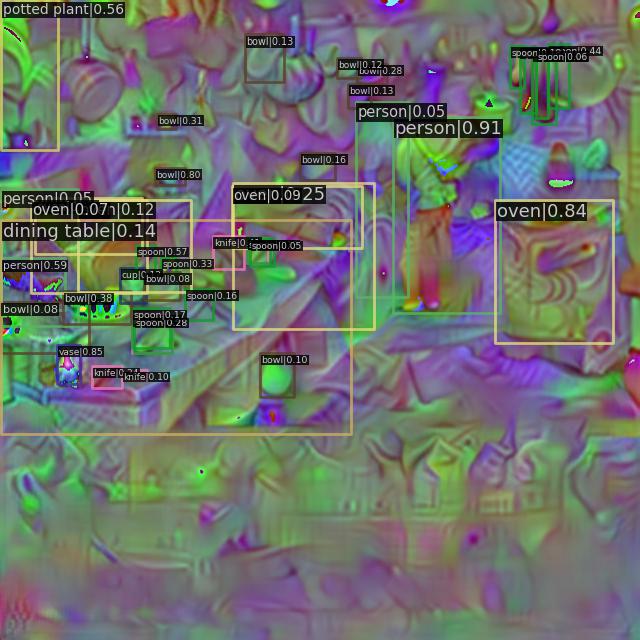 potted plant|0.56
bowl|0.13
spoon|0.06
bowl|0.12
bowl|0.28
bowl|0.13
person|0.05
bowl|0.31
person|0.91
bowl|0.16
bowl|0.80
person|0.05
oven|0.09
oven|0.84
dining table|0.14
spoon|0.05
spoon|0.57
person|0.59
spoon|0.33
bowl|0.08
bowl|0.38
spoon|0.16
bowl|0.08
spoon|0.17
spoon|0.28
vase|0.85
bowl|0.10
knife|0.10